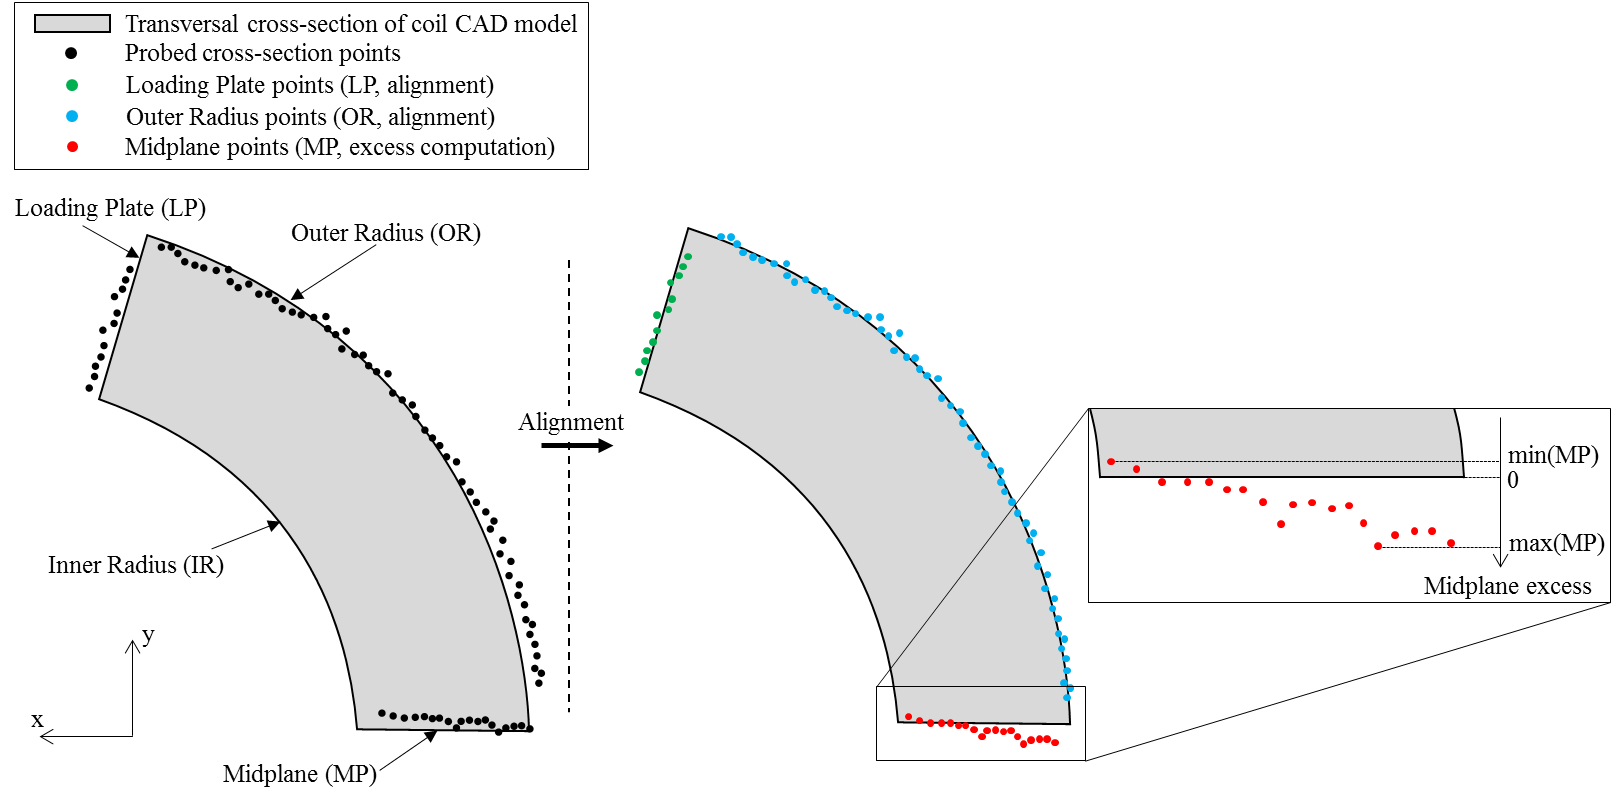 Transversal cross-section of coil CAD model
Probed cross-section points
Loading Plate points (LP, alignment)
Outer Radius points (OR, alignment)
Midplane points (MP, excess computation)
Loading Plate (LP)
Outer Radius (OR)
Alignment
Inner Radius (IR)
y
x
Midplane (MP)
min(MP)
0
max(MP)
Midplane excess